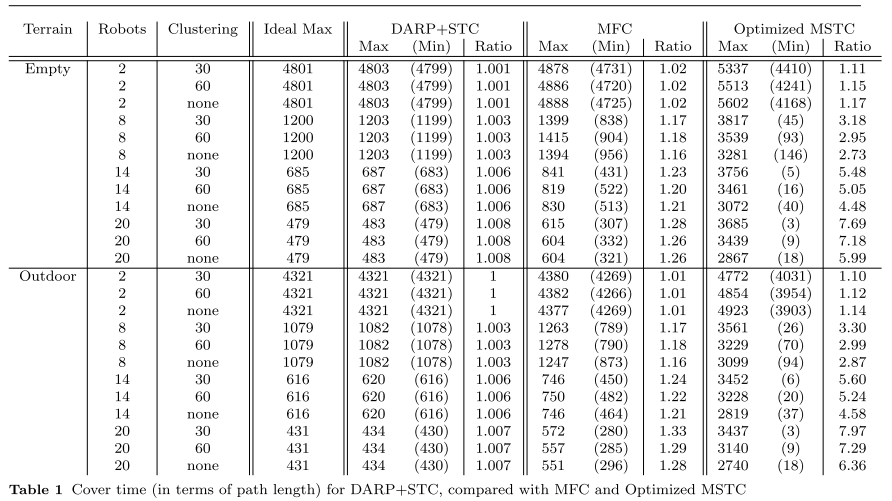 Terrain Robots Clustering Ideal Max DARP+STC MFC Optimized MSTC
Max (Min) Ratio Max (Min) Ratio Max (Min) Ratio
Empty 2 30 4801 4803 (4799) 1.001 4878 (4731) 1.02 5337 (4410) 1.11
2 60 4801 4803 (4799) 1.001 4886 (4720) 1.02 5513 (4241) 1.15
2 none 4801 4803 (4799) 1.001 4888 (4725) 1.02 5602 (4168) 1.17
8 30 1200 1203 (1199) 1.003 1399 (838) 1.17 3817 (45) 3.18
8 60 1200 1203 (1199) 1.003 1415 (904) 1.18 3539 (93) 2.95
8 none 1200 1203 (1199) 1.003 1394 (956) 1.16 3281 (146) 2.73
14 30 685 687 (683) 1.006 841 (431) 1.23 3756 (5) 5.48
14 60 685 687 (683) 1.006 819 (522) 1.20 3461 (16) 5.05
14 none 685 687 (683) 1.006 830 (513) 1.21 3072 (40) 4.48
20 30 479 483 (479) 1.008 615 (307) 1.28 3685 (3) 7.69
20 60 479 483 (479) 1.008 604 (332) 1.26 3439 (9) 7.18
20 none 479 483 (479) 1.008 604 (321) 1.26 2867 (18) 5.99
Outdoor 2 30 4321 4321 (4321) 1 4380 (4269) 1.01 4772 (4031) 1.10
2 60 4321 4321 (4321) 1 4382 (4266) 1.01 4854 (3954) 1.12
2 none 4321 4321 (4321) 1 4377 (4269) 1.01 4923 (3903) 1.14
8 30 1079 1082 (1078) 1.003 1263 (789) 1.17 3561 (26) 3.30
8 60 1079 1082 (1078) 1.003 1278 (790) 1.18 3229 (70) 2.99
8 none 1079 1082 (1078) 1.003 1247 (873) 1.16 3099 (94) 2.87
14 30 616 620 (616) 1.006 746 (450) 1.24 3452 (6) 5.60
14 60 616 620 (616) 1.006 750 (482) 1.22 3228 (20) 5.24
14 none 616 620 (616) 1.006 746 (464) 1.21 2819 (37) 4.58
20 30 431 434 (430) 1.007 572 (280) 1.33 3437 (3) 7.97
20 60 431 434 (430) 1.007 557 (285) 1.29 3140 (9) 7.29
20 none 431 434 (430) 1.007 551 (296) 1.28 2740 (18) 6.36
Table 1 Cover time (in terms of path length) for DARP+STC, compared with MFC and Optimized MSTC